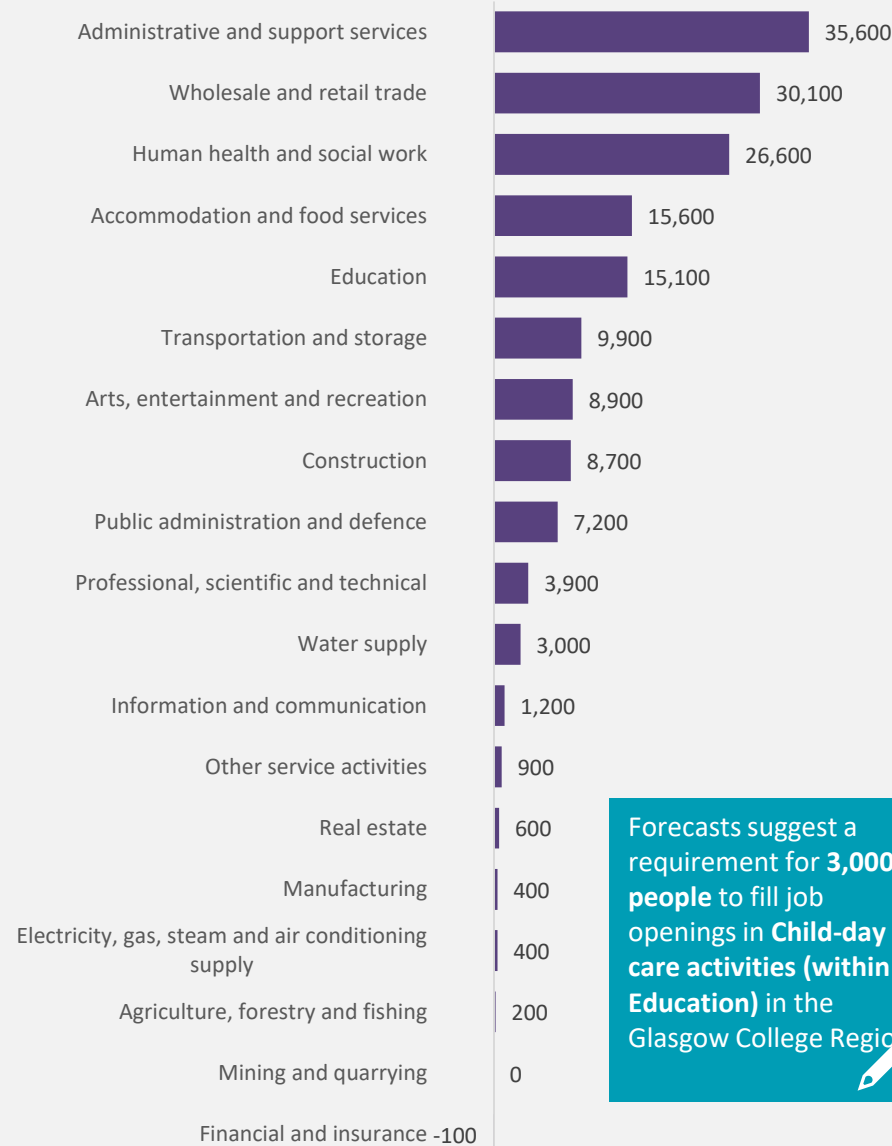 Administrative and support services 35,600
Wholesale and retail trade 30,100
Human health and social work 26,600
Accommodation and food services 15,600
Education 15,100
Transportation and storage 9,900
Arts, entertainment and recreation 8,900
Construction 8,700
Public administration and defence 7,200
Professional, scientific and technical 3,900
Water supply 3,000
Information and communication 1,200
Other service activities 900
Real estate 600
Manufacturing 400
Electricity, gas, steam and air conditioning
supply 400
Agriculture, forestry and fishing 200
Mining and quarrying 0
Financial and insurance -100
Forecasts suggest a
requirement for 3,000
people to fill job
openings in Child-day
care activities (within
Education) in the
Glasgow College Regio